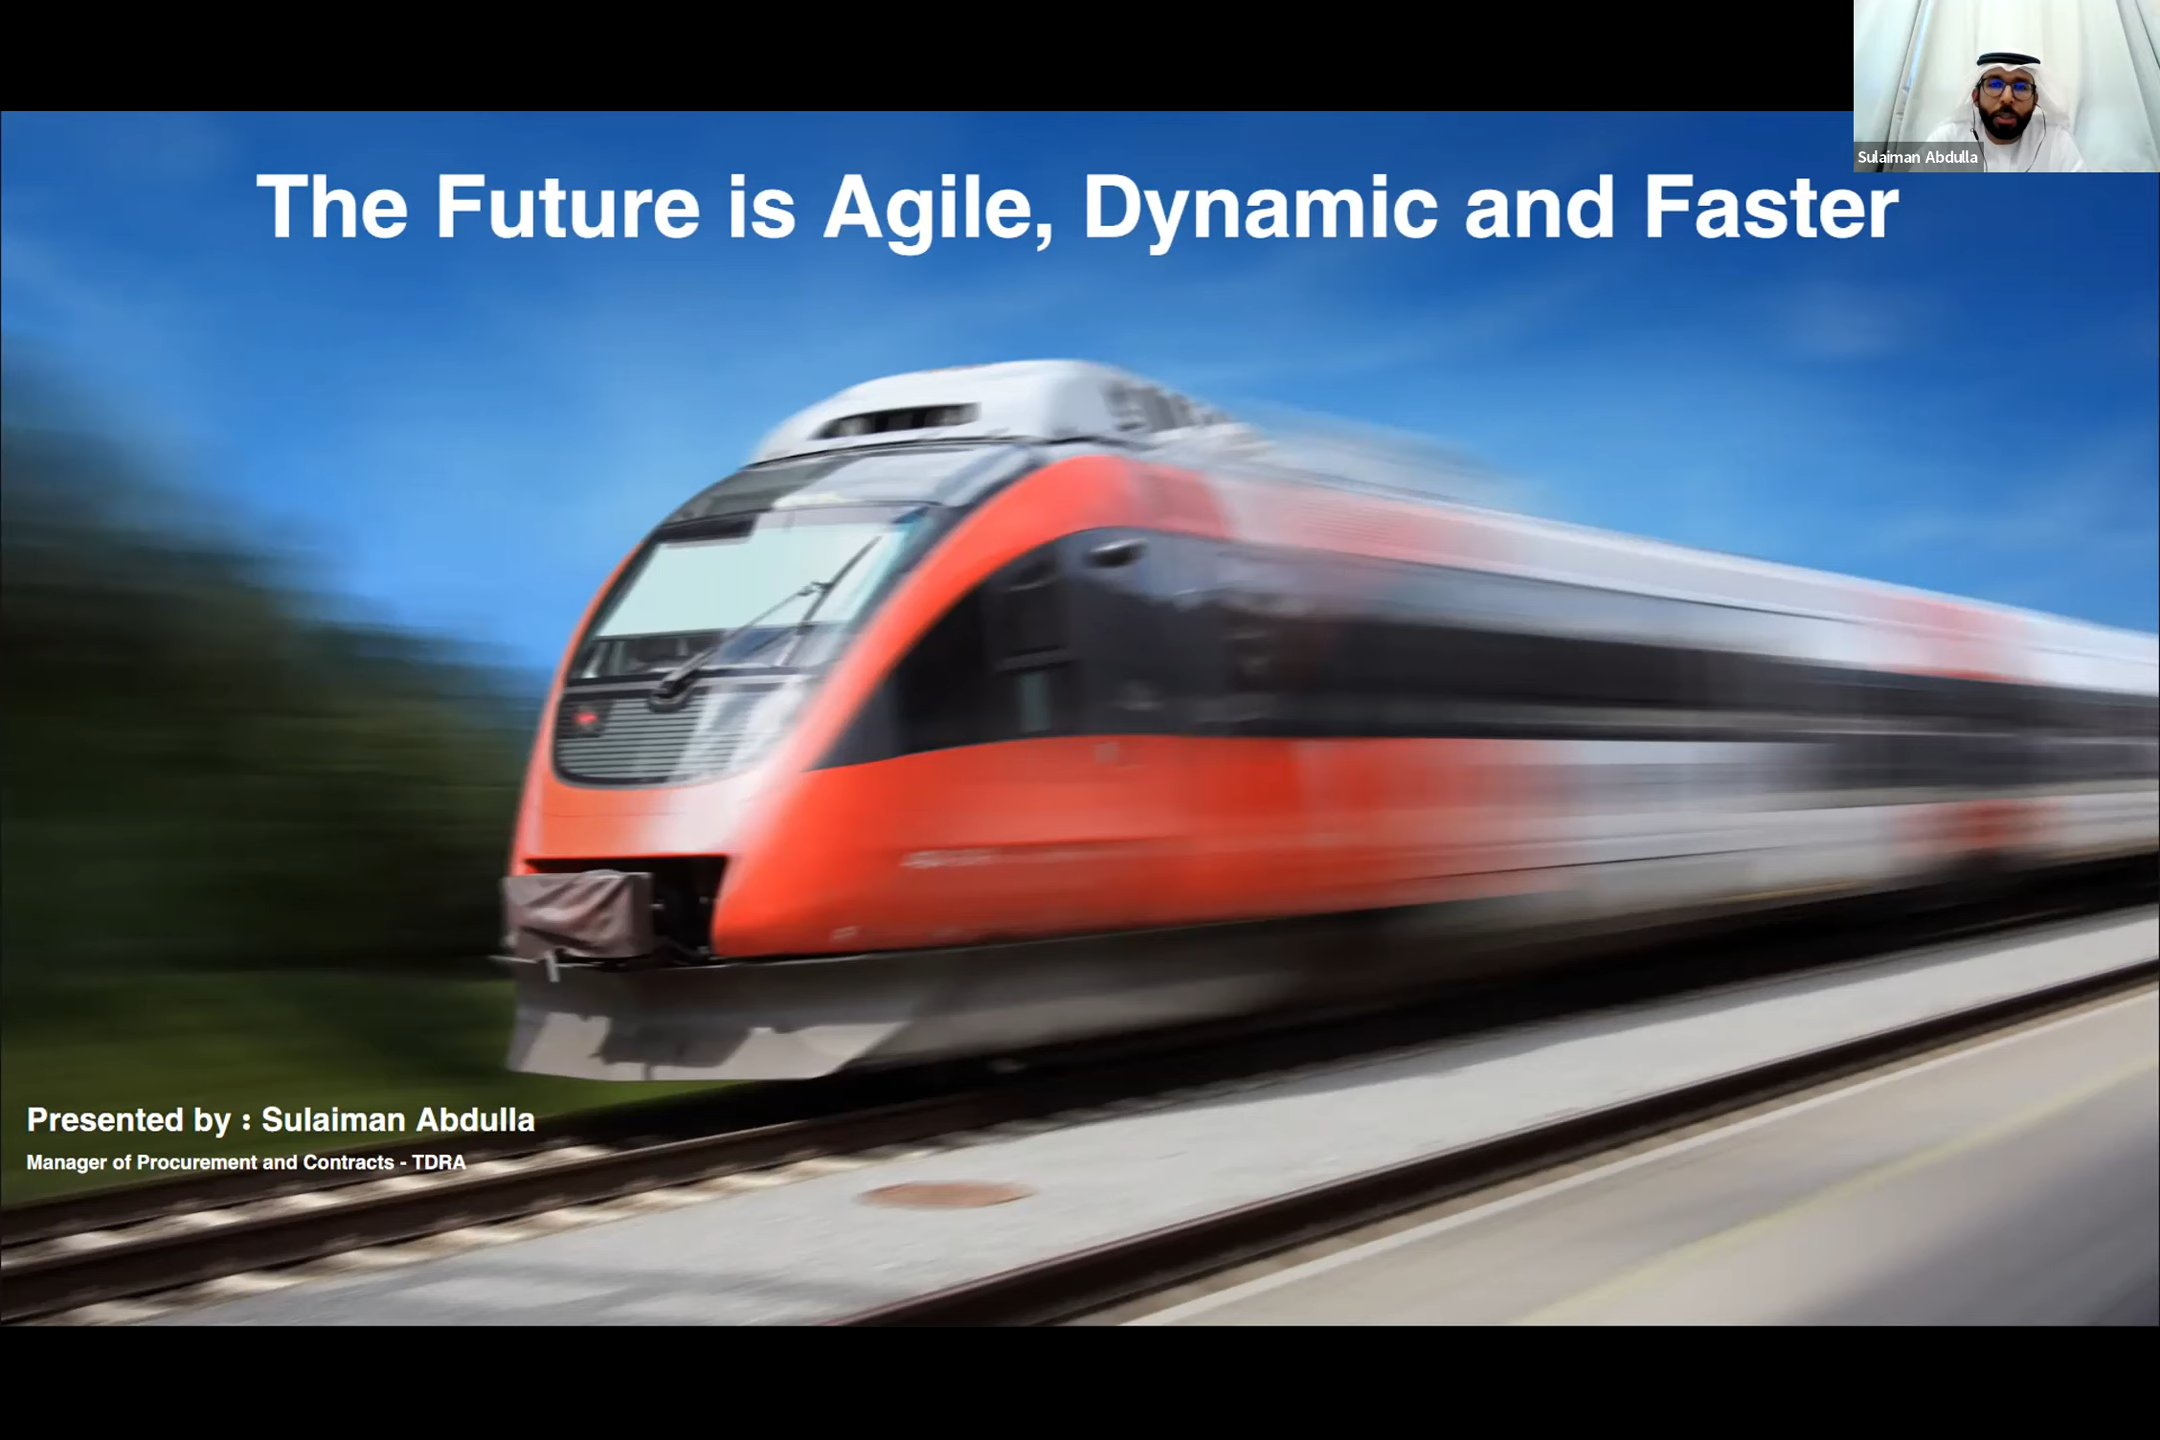 Sulaiman Abdulla
The Future is Agile, Dynamic and Faster
Presented by : Sulaiman Abdulla
Manager of Procurement and Contracts - TDRA